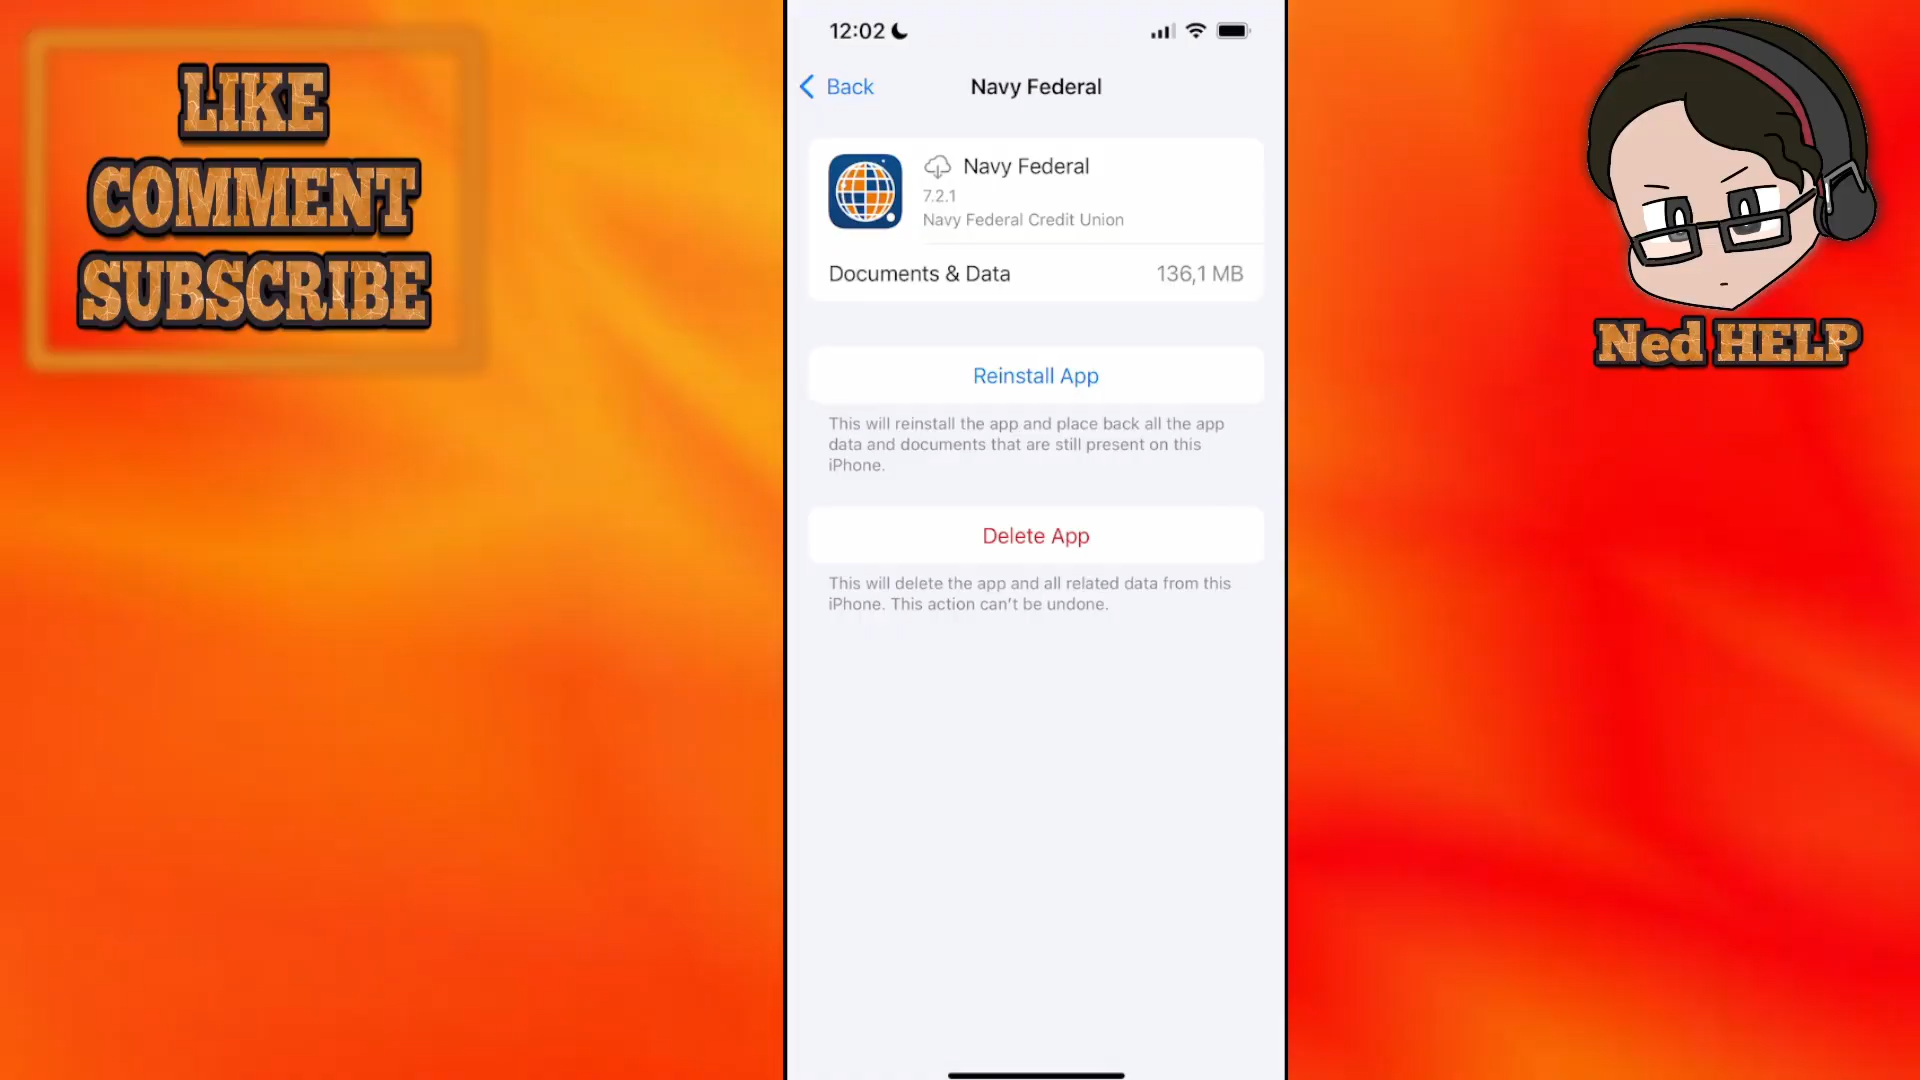 LIKE
COMMENT
SUBSCRIBE
12:02
Back
Navy Federal
Navy Federal
7.2.1
Navy Federal Credit Union
Documents & Data
136,1 MB
Reinstall App
This will reinstall the app and place back all the app
data and documents that are still present on this
iPhone.
Delete App
This will delete the app and all related data from this
iPhone. This action can't be undone.
Ned HELP